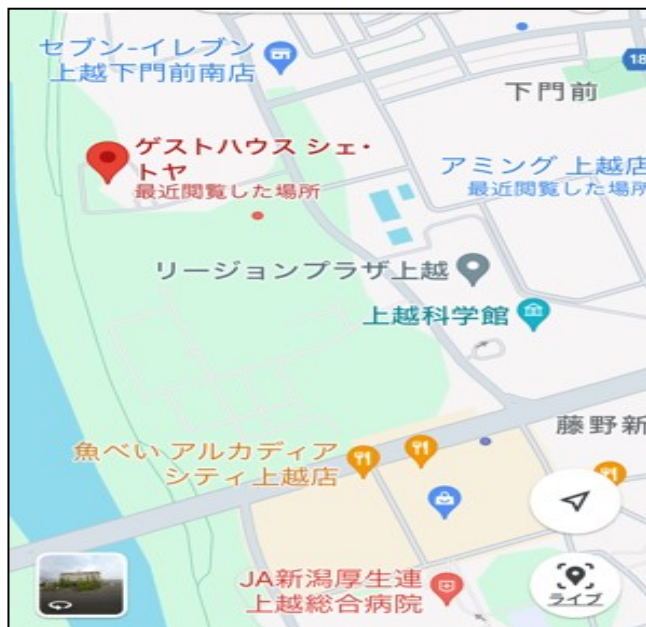 セブン-イレブン
上越下門前南店
18
下門前
ゲストハウス シェ・
トヤ
最近閲覧した場所
アミング 上越店
最近閲覧した場所
リージョンプラザ上越
上越科学館
藤野新
魚べい アルカディア
シティ上越店
JA新潟厚生連
上越総合病院
ライブ